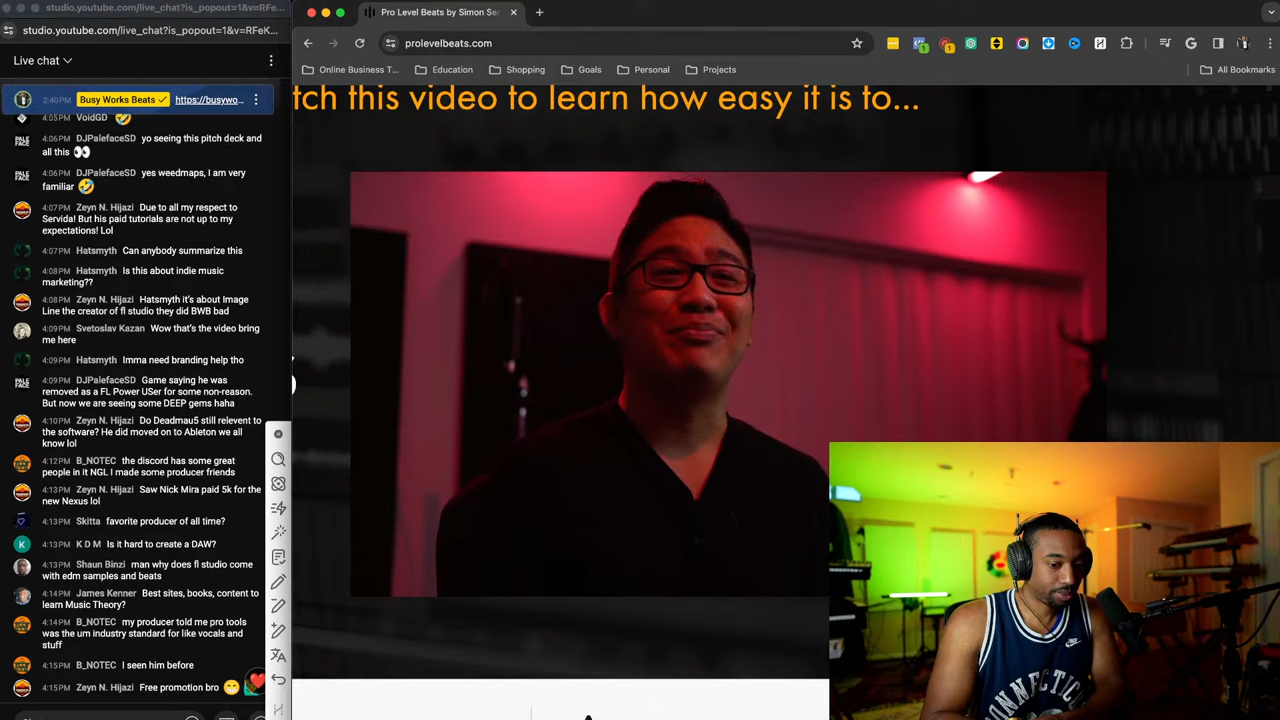 studio.youtube.com/live_chat?is_popout=1&v=RFe
studio.youtube.com/live_chat?is_popout=1&v=RFeK...
Live chat
2:40PM Busy Works Beats https://busywo...
4:05PM VoidGD 🤣
4:06PM DJPalefaceSD yo seeing this pitch deck and
all this 👀
4:06PM DJPalefaceSD yes weedmaps, I am very
familiar 🤣
4:07PM Zeyn N. Hijazi Due to all my respect to
Servida! But his paid tutorials are not up to my
expectations! Lol
4:07PM Hatsmyth Can anybody summarize this
4:08PM Hatsmyth Is this about indie music
marketing??
4:08PM Zeyn N. Hijazi Hatsmyth it's about Image
Line the creator of fl studio they did BWB bad
4:09PM Svetoslav Kazan Wow that's the video bring
me here
4:09PM Hatsmyth Imma need branding help tho
4:09PM DJPalefaceSD Game saying he was
removed as a FL Power USer for some non-reason.
But now we are seeing some DEEP gems haha
4:10PM Zeyn N. Hijazi Do Deadmau5 still relevent to
the software? He did moved on to Ableton we all
know lol
4:12PM B_NOTEC the discord has some great
people in it NGL I made some producer friends
4:13PM Zeyn N. Hijazi Saw Nick Mira paid 5k for the
new Nexus lol
4:13PM Skitta favorite producer of all time?
4:13PM K D M Is it hard to create a DAW?
4:13PM Shaun Binzi man why does fl studio come
with edm samples and beats
4:14PM James Kenner Best sites, books, content to
learn Music Theory?
4:14PM B_NOTEC my producer told me pro tools
was the um industry standard for like vocals and
stuff
4:15PM B_NOTEC I seen him before
4:15PM Zeyn N. Hijazi Free promotion bro 😁
Pro Level Beats by Simon Ser
prolevelbeats.com
Online Business T... Education Shopping Goals Personal Projects All Bookmarks
tch this video to learn how easy it is to...
CONNECTICUT